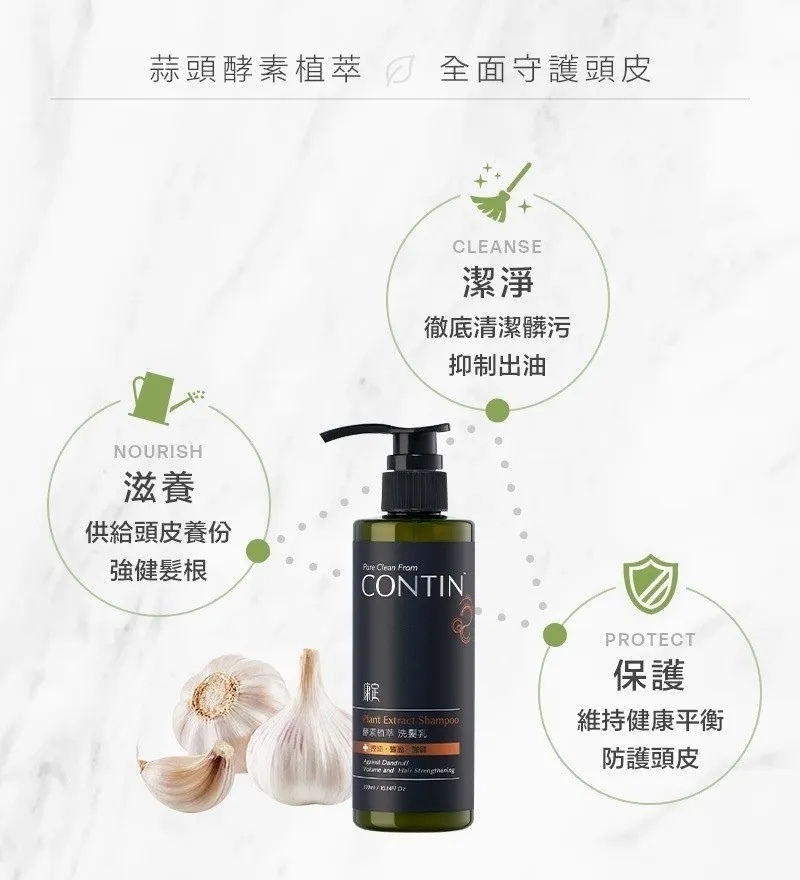 蒜頭酵素植萃 全面守護頭皮
CLEANSE
潔淨
徹底清潔髒污
抑制出油
NOURISH
滋養
供給頭皮養份
強健髮根
PROTECT
保護
維持健康平衡
防護頭皮
Pure Clean From
CONTIN
康定
Plant Extract Shampoo
酵素植萃 洗髮乳
Against Dandruff
Volume and Hair Strengthening